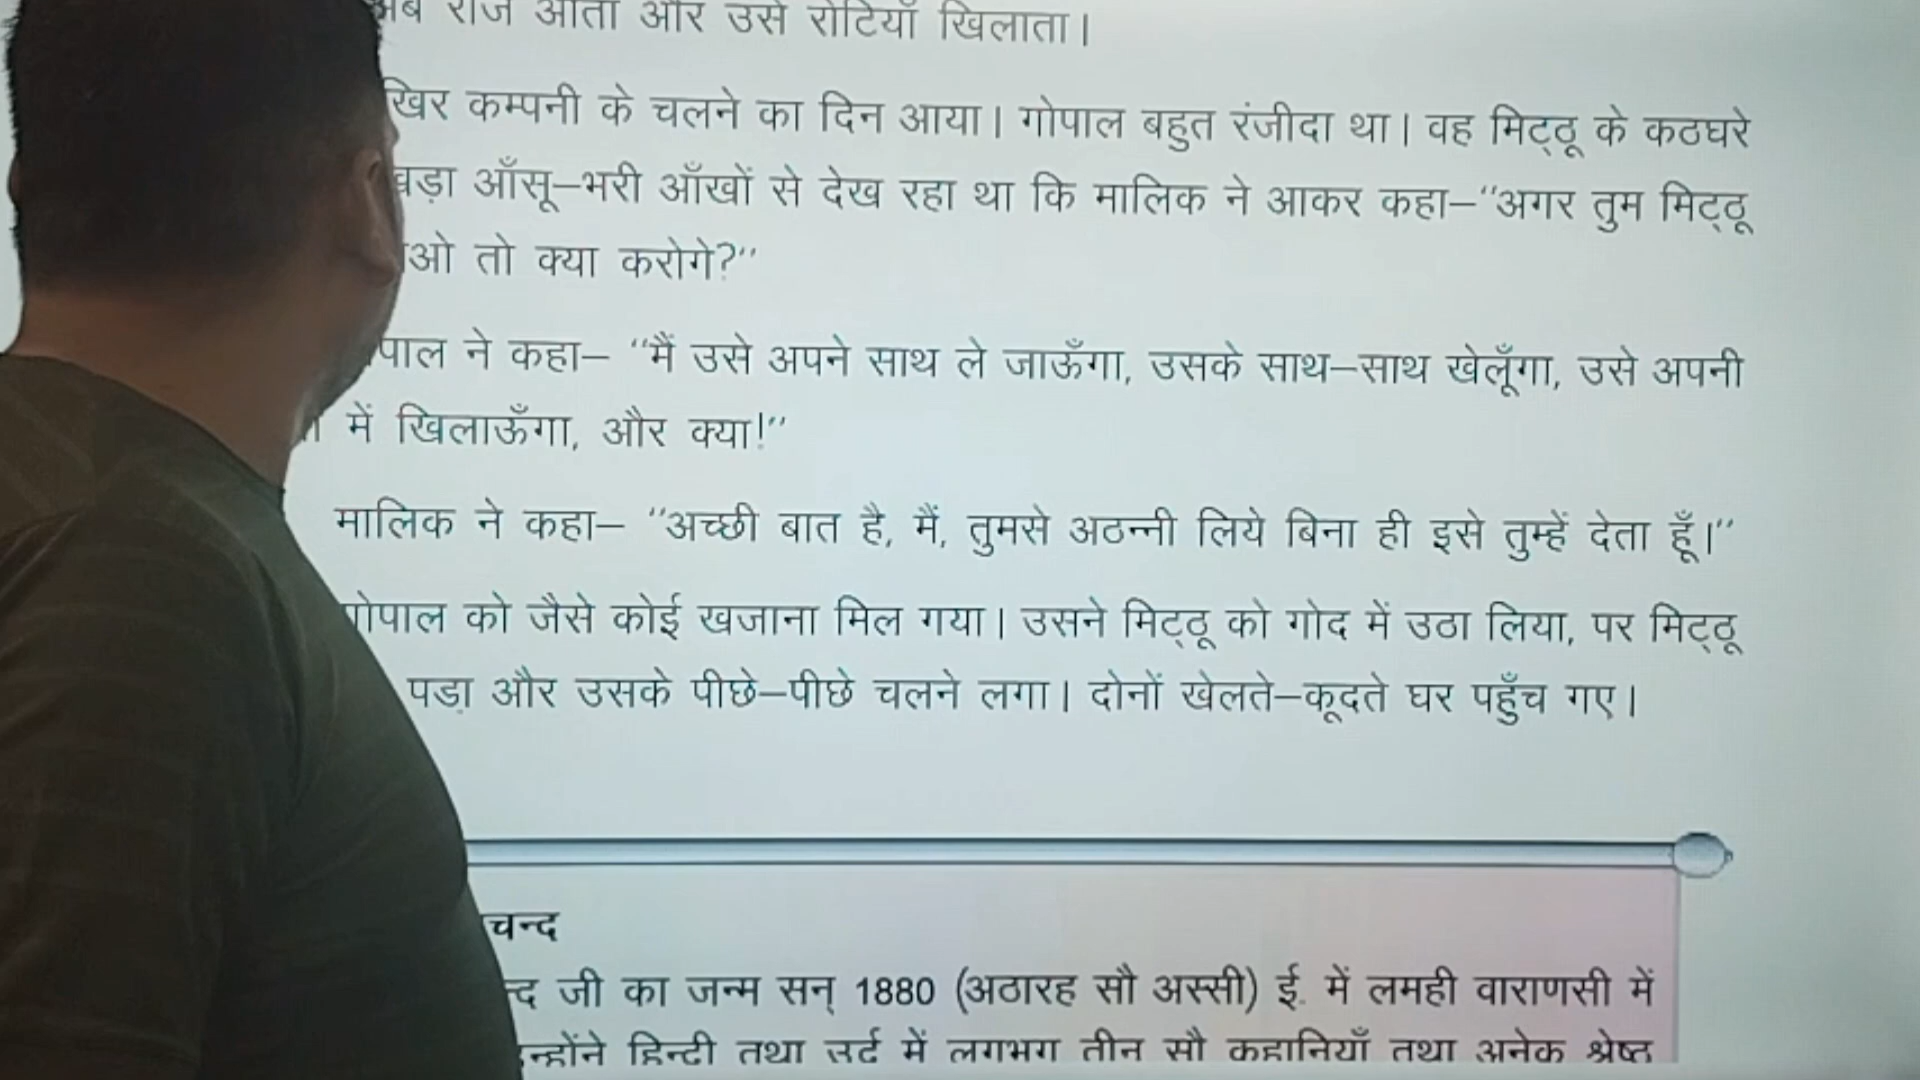 रोज आता और उसे रोटियाँ खिलाता।
कम्पनी के चलने का दिन आया। गोपाल बहुत रंजीदा था। वह मिट्ठू के कठघरे
आँसू–भरी आँखों से देख रहा था कि मालिक ने आकर कहा–“अगर तुम मिट्ठू
तो क्या करोगे?”
ने कहा– “मैं उसे अपने साथ ले जाऊँगा, उसके साथ–साथ खेलूँगा, उसे अपनी
में खिलाऊँगा, और क्या!”
मालिक ने कहा– “अच्छी बात है, मैं, तुमसे अठन्नी लिये बिना ही इसे तुम्हें देता हूँ।”
गोपाल को जैसे कोई खजाना मिल गया। उसने मिट्ठू को गोद में उठा लिया, पर मिट्ठू
पड़ा और उसके पीछे–पीछे चलने लगा। दोनों खेलते–कूदते घर पहुँच गए।
चन्द
जी का जन्म सन् 1880 (अठारह सौ अस्सी) ई. में लमही वाराणसी में
हिन्दी तथा उर्दू में लगभग तीन सौ कहानियाँ तथा अनेक श्रेष्ठ